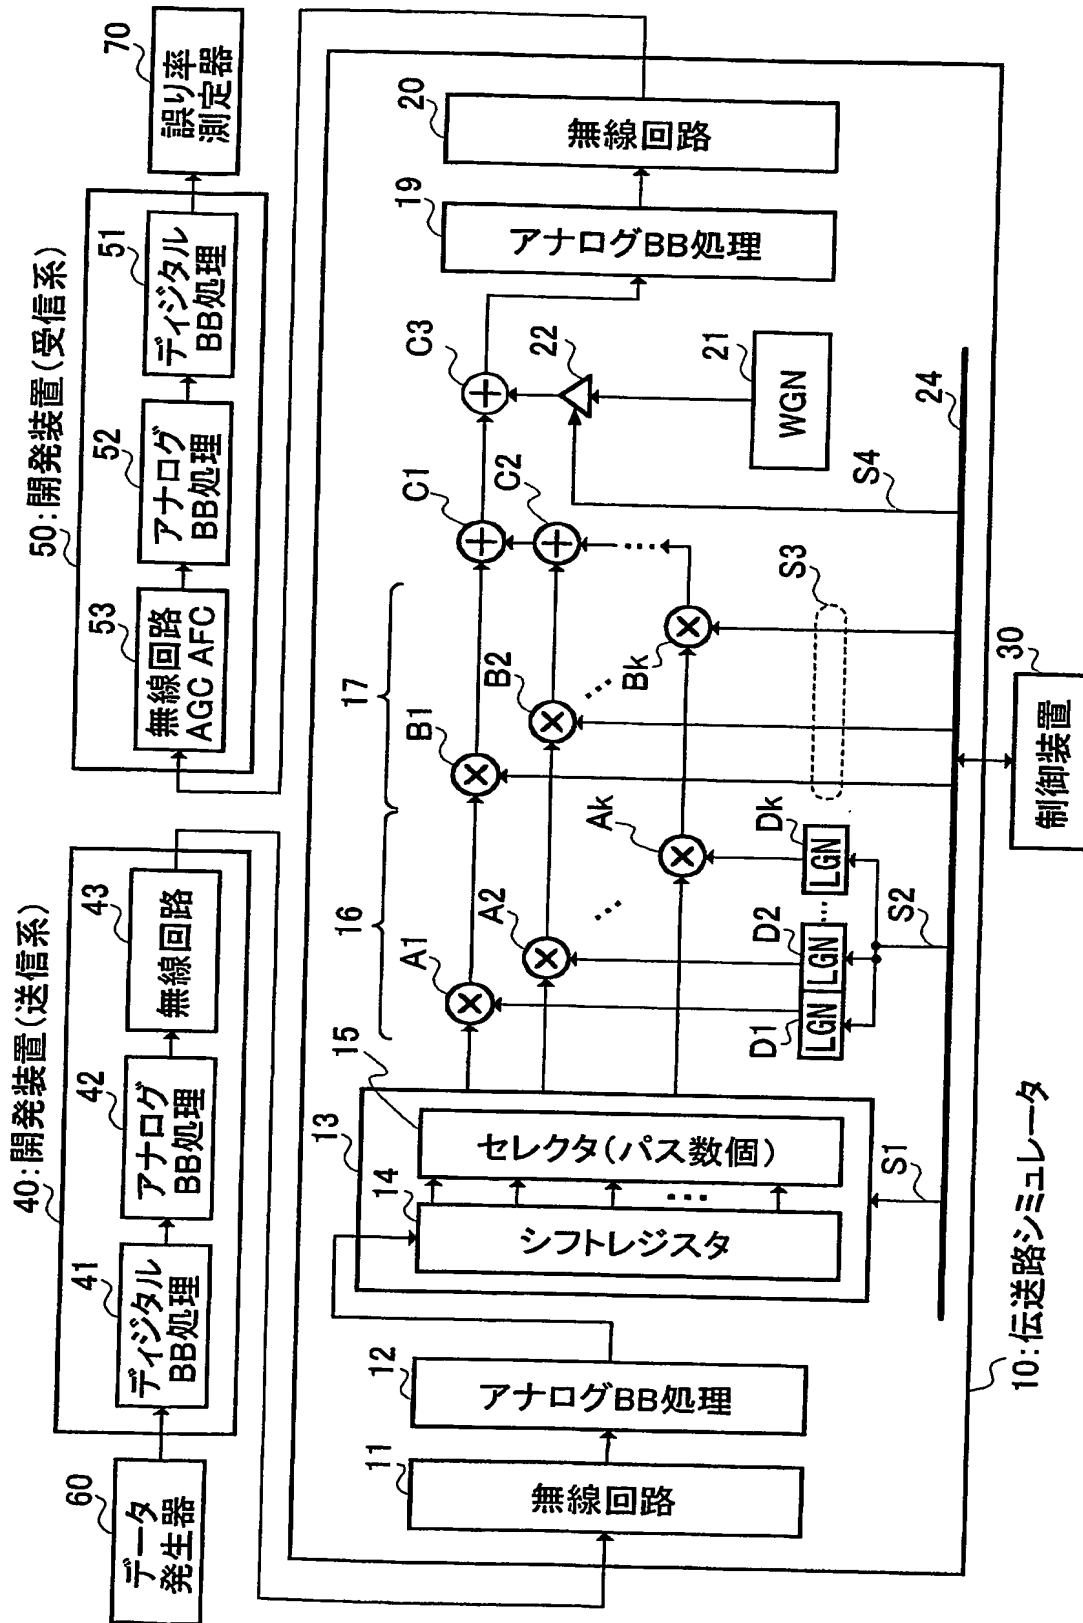 60
データ
発生器
40:開発装置(送信系)
41
ディジタル
BB処理
42
アナログ
BB処理
43
無線回路
50:開発装置(受信系)
53
無線回路
AGC AFC
52
アナログ
BB処理
51
ディジタル
BB処理
70
誤り率
測定器
11
無線回路
12
アナログBB処理
13
14
シフトレジスタ
15
セレクタ(パス数個)
16
A1
A2
Ak
17
B1
B2
Bk
C1
C2
C3
22
19
アナログBB処理
20
無線回路
D1
LGN
D2
LGN
Dk
LGN
21
WGN
S1
S2
S3
S4
24
30
制御装置
10:伝送路シミュレータ